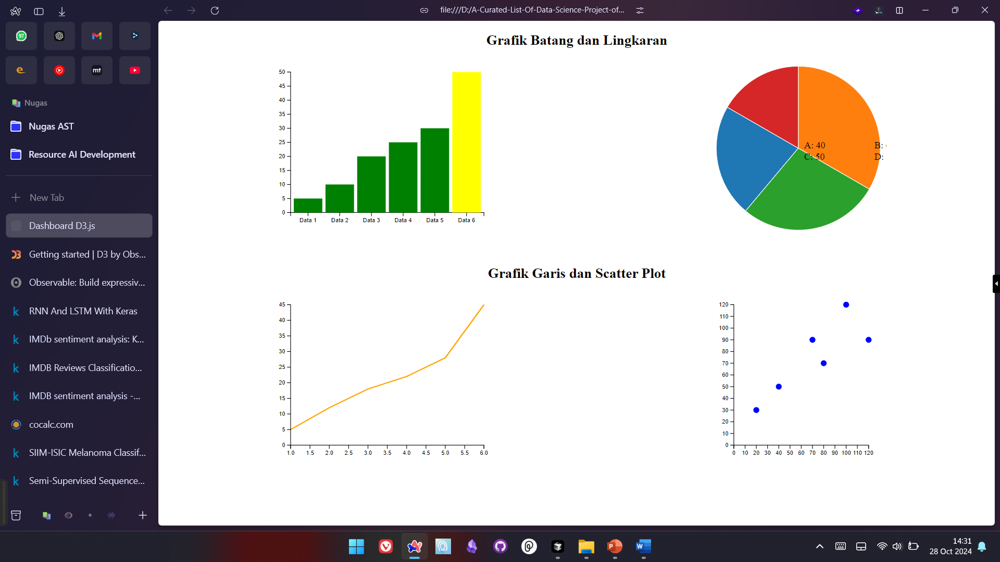 file:///D:/A-Curated-List-Of-Data-Science-Project-of...
97
mt
Nugas
Nugas AST
Resource AI Development
New Tab
Dashboard D3.js
Getting started | D3 by Obs...
Observable: Build expressiv...
RNN And LSTM With Keras
IMDb sentiment analysis: K...
IMDB Reviews Classificatio...
IMDB sentiment analysis -...
cocalc.com
SIIM-ISIC Melanoma Classif...
Semi-Supervised Sequence...
Grafik Batang dan Lingkaran
50
45
40
35
30
25
20
15
10
5
0
Data 1 Data 2 Data 3 Data 4 Data 5 Data 6
A: 40 B:
C: 50 D:
Grafik Garis dan Scatter Plot
45
40
35
30
25
20
15
10
5
0
1.0 1.5 2.0 2.5 3.0 3.5 4.0 4.5 5.0 5.5 6.0
120
110
100
90
80
70
60
50
40
30
20
10
0
0 10 20 30 40 50 60 70 80 90 100 110 120
14:31
28 Oct 2024